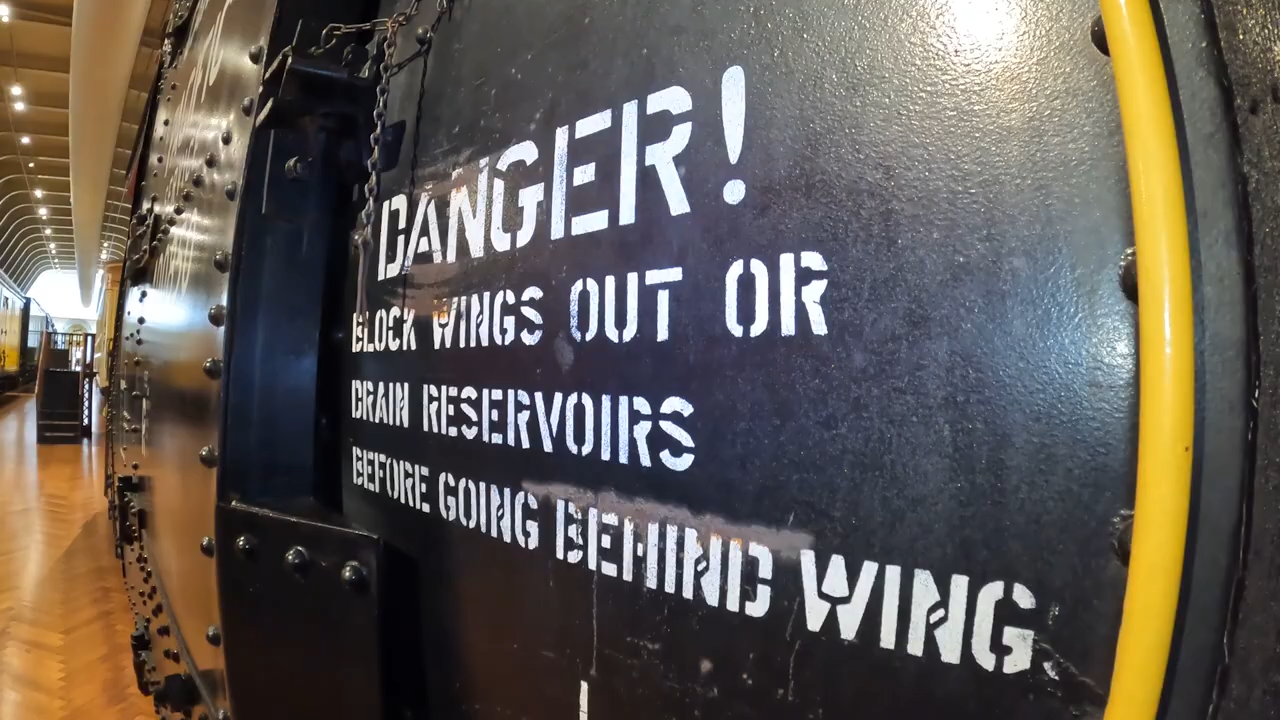 DANGER!
BLOCK WINGS OUT OR
DRAIN RESERVOIRS
BEFORE GOING BEHIND WING.